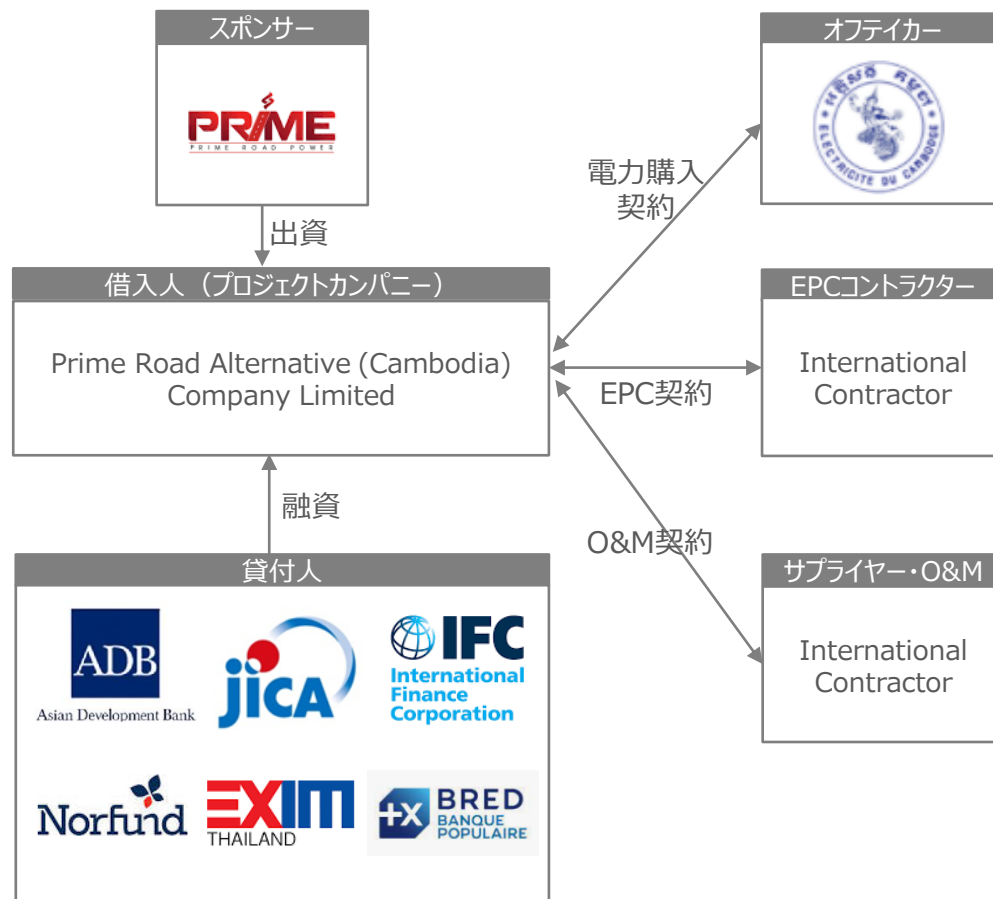 スポンサー
PRIME
PRIME ROAD POWER
出資
借入人（プロジェクトカンパニー）
Prime Road Alternative (Cambodia)
Company Limited
融資
貸付人
ADB
Asian Development Bank
jiCA
IFC
International
Finance
Corporation
Norfund
EXIM
THAILAND
+X
BRED
BANQUE
POPULAIRE
電力購入
契約
EPC契約
O&M契約
オフテイカー
ELECTRICITE DU CAMBODGE
EPCコントラクター
International
Contractor
サプライヤー・O&M
International
Contractor